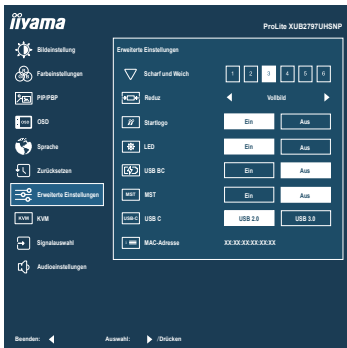 iiyama
ProLite XUB2797UHSNP
Bildeinstellung
Farbeinstellungen
PIP/PBP
OSD OSD
Sprache
Zurücksetzen
Erweiterte Einstellungen
KVM KVM
Signalauswahl
Audioeinstellungen
Erweiterte Einstellungen
Scharf und Weich 1 2 3 4 5 6
Reduz Vollbild
Startlogo Ein Aus
LED Ein Aus
USB BC Ein Aus
MST MST Ein Aus
USB-C USB C USB 2.0 USB 3.0
MAC-Adresse XX:XX:XX:XX:XX:XX
Beenden: Auswahl: /Drücken